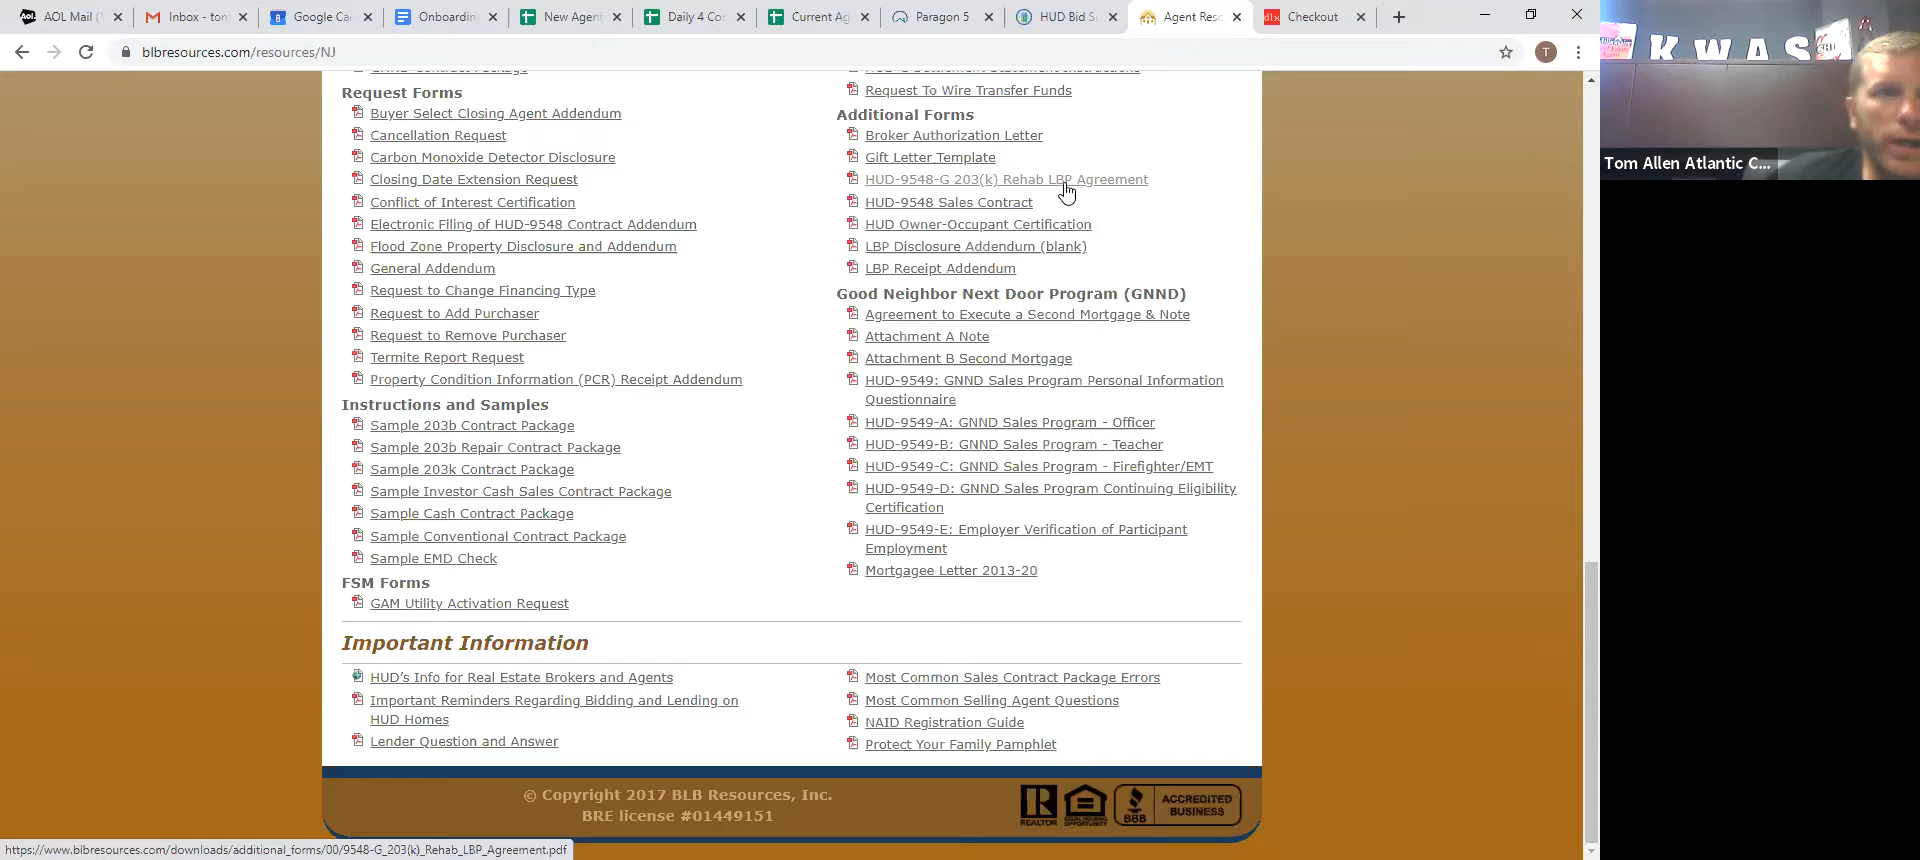 AOL Mail (
Inbox - tom
Google Ca
Onboardin
New Agen
Daily 4 Co
Current Ag
Paragon 5
HUD Bid S
Agent Reso
dlx
Checkout
blbresources.com/resources/NJ
T
Request Forms
Buyer Select Closing Agent Addendum
Cancellation Request
Carbon Monoxide Detector Disclosure
Closing Date Extension Request
Conflict of Interest Certification
Electronic Filing of HUD-9548 Contract Addendum
Flood Zone Property Disclosure and Addendum
General Addendum
Request to Change Financing Type
Request to Add Purchaser
Request to Remove Purchaser
Termite Report Request
Property Condition Information (PCR) Receipt Addendum
Instructions and Samples
Sample 203b Contract Package
Sample 203b Repair Contract Package
Sample 203k Contract Package
Sample Investor Cash Sales Contract Package
Sample Cash Contract Package
Sample Conventional Contract Package
Sample EMD Check
FSM Forms
GAM Utility Activation Request
Request To Wire Transfer Funds
Additional Forms
Broker Authorization Letter
Gift Letter Template
HUD-9548-G 203(k) Rehab LBP Agreement
HUD-9548 Sales Contract
HUD Owner-Occupant Certification
LBP Disclosure Addendum (blank)
LBP Receipt Addendum
Good Neighbor Next Door Program (GNND)
Agreement to Execute a Second Mortgage & Note
Attachment A Note
Attachment B Second Mortgage
HUD-9549: GNND Sales Program Personal Information
Questionnaire
HUD-9549-A: GNND Sales Program - Officer
HUD-9549-B: GNND Sales Program - Teacher
HUD-9549-C: GNND Sales Program - Firefighter/EMT
HUD-9549-D: GNND Sales Program Continuing Eligibility
Certification
HUD-9549-E: Employer Verification of Participant
Employment
Mortgagee Letter 2013-20
Important Information
HUD's Info for Real Estate Brokers and Agents
Important Reminders Regarding Bidding and Lending on
HUD Homes
Lender Question and Answer
Most Common Sales Contract Package Errors
Most Common Selling Agent Questions
NAID Registration Guide
Protect Your Family Pamphlet
© Copyright 2017 BLB Resources, Inc.
BRE license #01449151
REALTOR
EQUAL HOUSING
OPPORTUNITY
BBB
ACCREDITED
BUSINESS
https://www.blbresources.com/downloads/additional_forms/00/9548-G_203(k)_Rehab_LBP_Agreement.pdf
KWAS
Tom Allen Atlantic C...